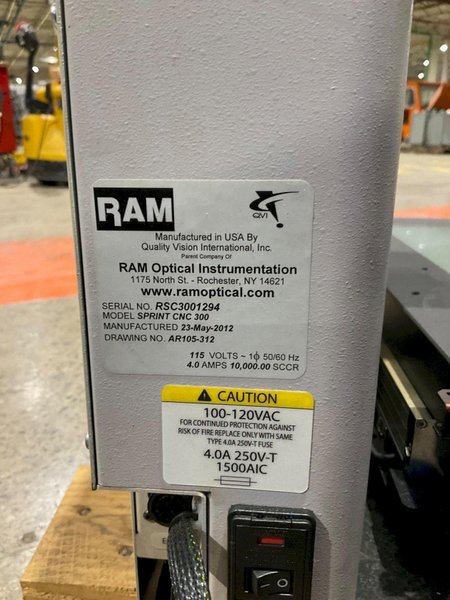 RAM
QVI
Manufactured in USA By
Quality Vision International, Inc.
Parent Company Of
RAM Optical Instrumentation
1175 North St. - Rochester, NY 14621
www.ramoptical.com
SERIAL NO. RSC3001294
MODEL SPRINT CNC 300
MANUFACTURED 23-May-2012
DRAWING NO. AR105-312
115 VOLTS ~ 1ϕ 50/60 Hz
4.0 AMPS 10,000.00 SCCR
CAUTION
100-120VAC
FOR CONTINUED PROTECTION AGAINST
RISK OF FIRE REPLACE ONLY WITH SAME
TYPE 4.0A 250V-T FUSE
4.0A 250V-T
1500AIC